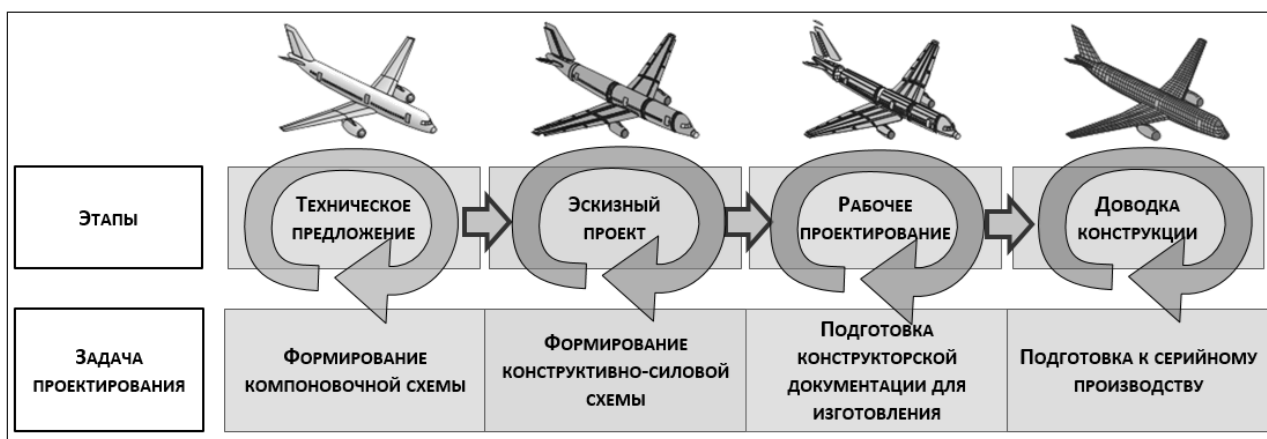 ЭТАПЫ
ТЕХНИЧЕСКОЕ
ПРЕДЛОЖЕНИЕ
ЭСКИЗНЫЙ
ПРОЕКТ
РАБОЧЕЕ
ПРОЕКТИРОВАНИЕ
ДОВОДКА
КОНСТРУКЦИИ
ЗАДАЧА
ПРОЕКТИРОВАНИЯ
ФОРМИРОВАНИЕ
КОМПОНОВОЧНОЙ СХЕМЫ
ФОРМИРОВАНИЕ
КОНСТРУКТИВНО-СИЛОВОЙ
СХЕМЫ
ПОДГОТОВКА
КОНСТРУКТОРСКОЙ
ДОКУМЕНТАЦИИ ДЛЯ
ИЗГОТОВЛЕНИЯ
ПОДГОТОВКА К СЕРИЙНОМУ
ПРОИЗВОДСТВУ